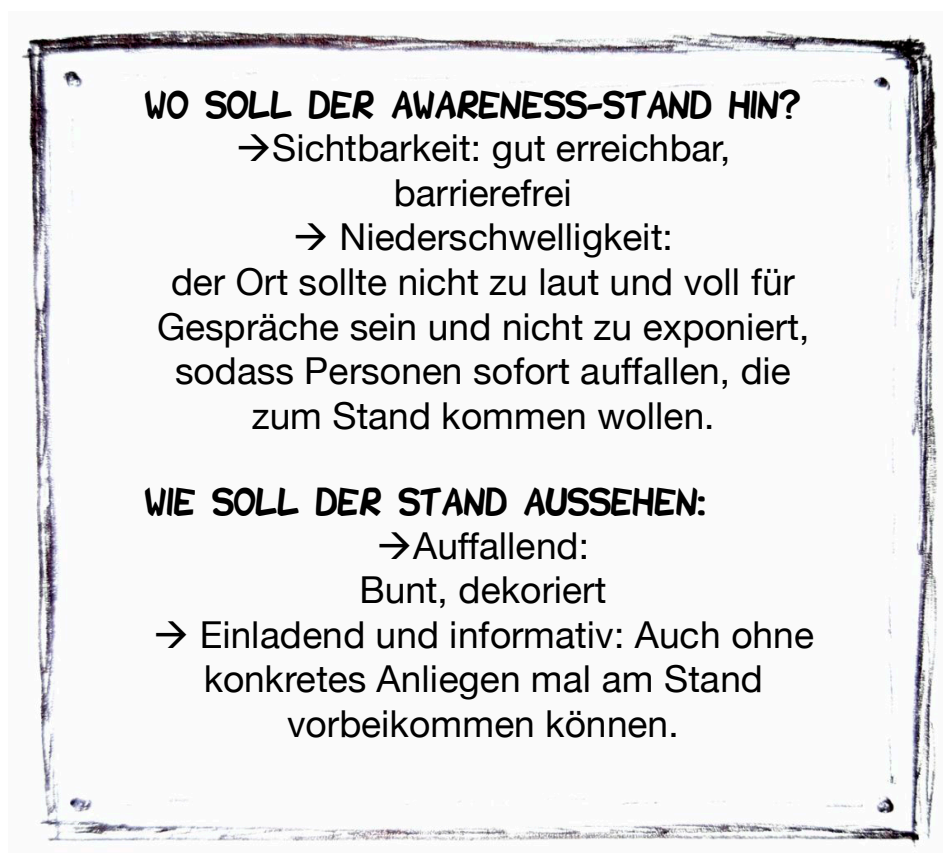 WO SOLL DER AWARENESS-STAND HIN?
→Sichtbarkeit: gut erreichbar,
barrierefrei
→ Niederschwelligkeit:
der Ort sollte nicht zu laut und voll für
Gespräche sein und nicht zu exponiert,
sodass Personen sofort auffallen, die
zum Stand kommen wollen.
WIE SOLL DER STAND AUSSEHEN:
→Auffallend:
Bunt, dekoriert
→ Einladend und informativ: Auch ohne
konkretes Anliegen mal am Stand
vorbeikommen können.